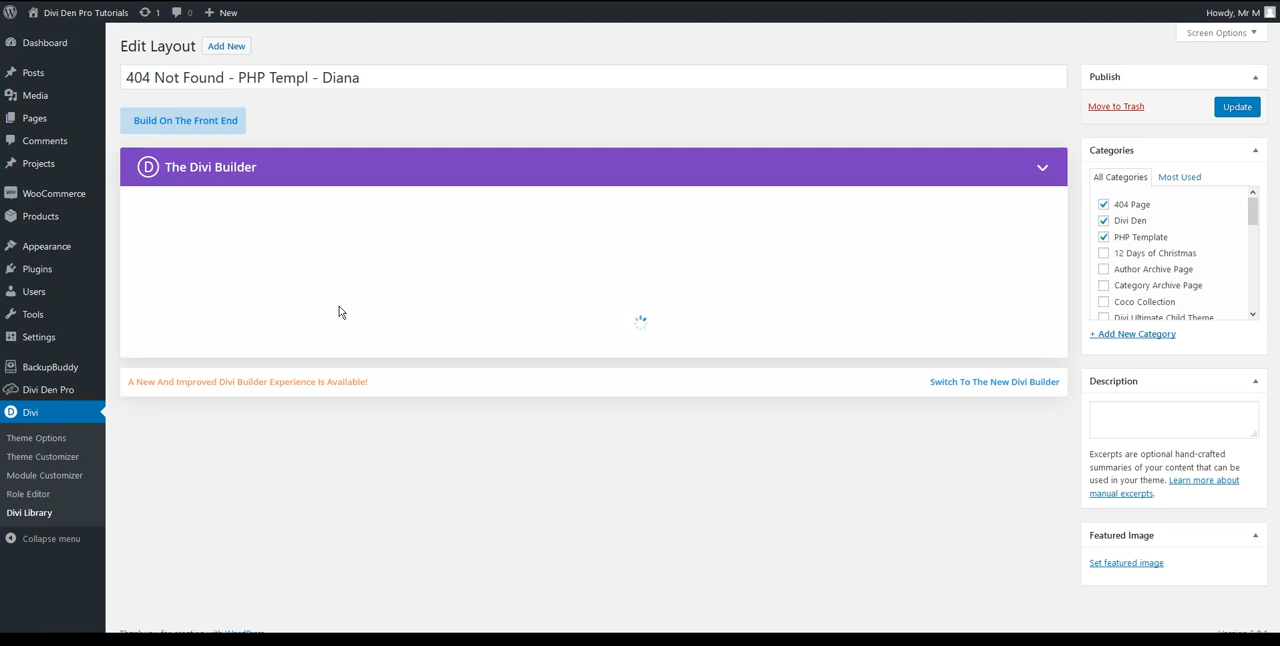 Divi Den Pro Tutorials 1 0 New Howdy, Mr M
Screen Options
Dashboard
Posts
Media
Pages
Comments
Projects
WooCommerce
Products
Appearance
Plugins
Users
Tools
Settings
BackupBuddy
Divi Den Pro
D Divi
Theme Options
Theme Customizer
Module Customizer
Role Editor
Divi Library
Collapse menu
Edit Layout Add New
404 Not Found - PHP Templ - Diana
Build On The Front End
D The Divi Builder
A New And Improved Divi Builder Experience Is Available! Switch To The New Divi Builder
Publish
Move to Trash Update
Categories
All Categories Most Used
404 Page
Divi Den
PHP Template
12 Days of Christmas
Author Archive Page
Category Archive Page
Coco Collection
Divi Ultimate Child Theme
+ Add New Category
Description
Excerpts are optional hand-crafted
summaries of your content that can be
used in your theme. Learn more about
manual excerpts.
Featured Image
Set featured image